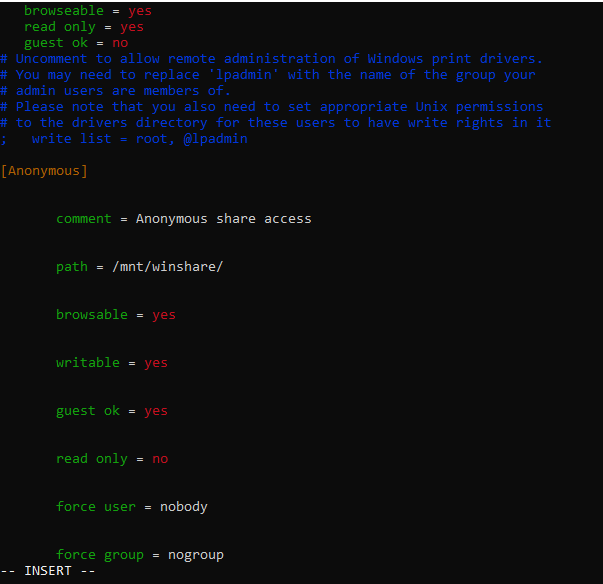 browseable = yes
read only = yes
guest ok = no
# Uncomment to allow remote administration of Windows print drivers.
# You may need to replace 'lpadmin' with the name of the group your
# admin users are members of.
# Please note that you also need to set appropriate Unix permissions
# to the drivers directory for these users to have write rights in it
;   write list = root, @lpadmin
[Anonymous]
comment = Anonymous share access
path = /mnt/winshare/
browsable = yes
writable = yes
guest ok = yes
read only = no
force user = nobody
force group = nogroup
-- INSERT --